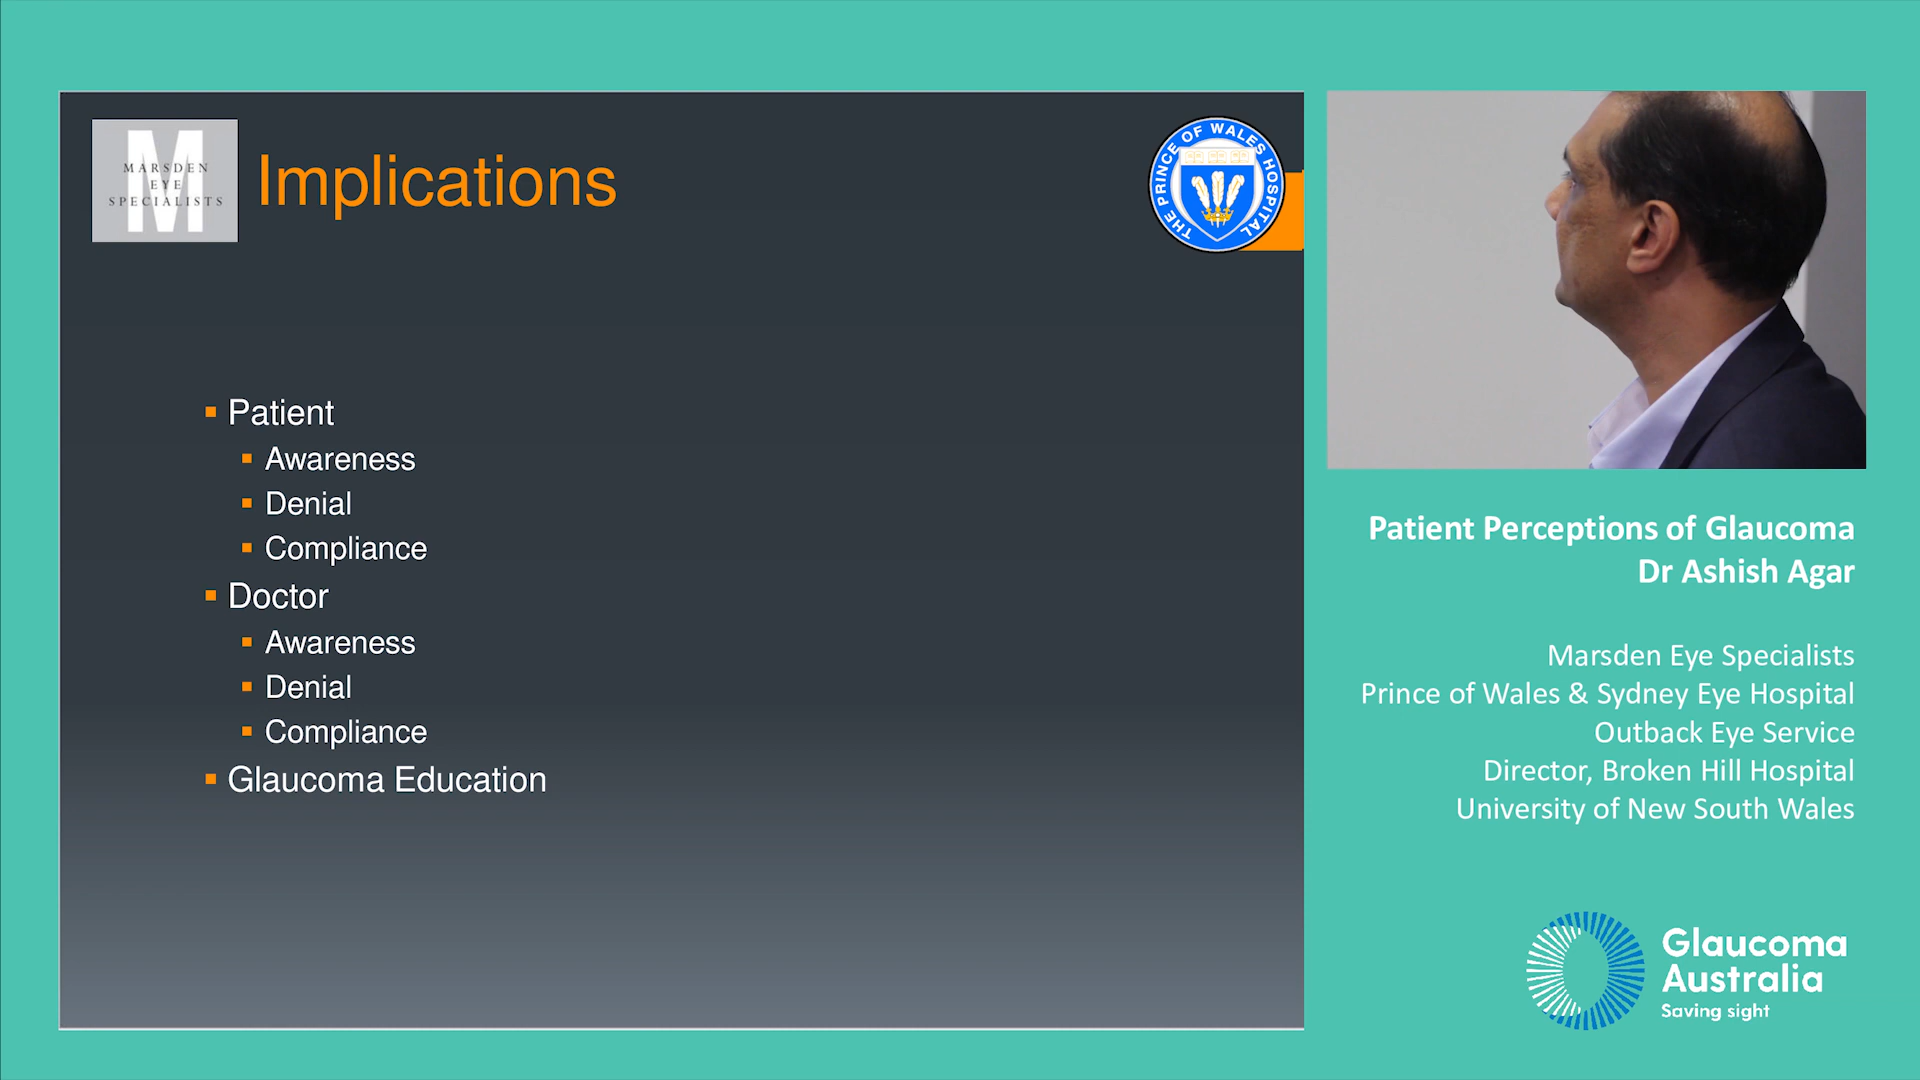 MARSDEN
EYE
SPECIALISTS
M
Implications
THE PRINCE OF WALES HOSPITAL
Patient
Awareness
Denial
Compliance
Doctor
Awareness
Denial
Compliance
Glaucoma Education
Patient Perceptions of Glaucoma
Dr Ashish Agar
Marsden Eye Specialists
Prince of Wales & Sydney Eye Hospital
Outback Eye Service
Director, Broken Hill Hospital
University of New South Wales
Glaucoma
Australia
Saving sight